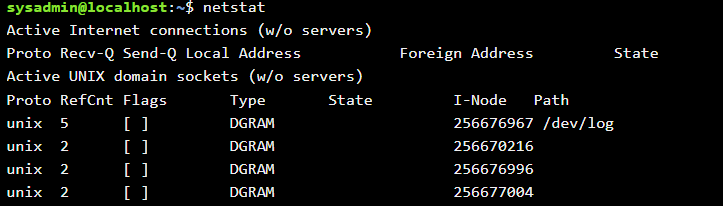 sysadmin@localhost:~$ netstat
Active Internet connections (w/o servers)
Proto Recv-Q Send-Q Local Address           Foreign Address         State
Active UNIX domain sockets (w/o servers)
Proto RefCnt Flags       Type       State         I-Node   Path
unix  5      [ ]         DGRAM                    256676967 /dev/log
unix  2      [ ]         DGRAM                    256670216
unix  2      [ ]         DGRAM                    256676996
unix  2      [ ]         DGRAM                    256677004